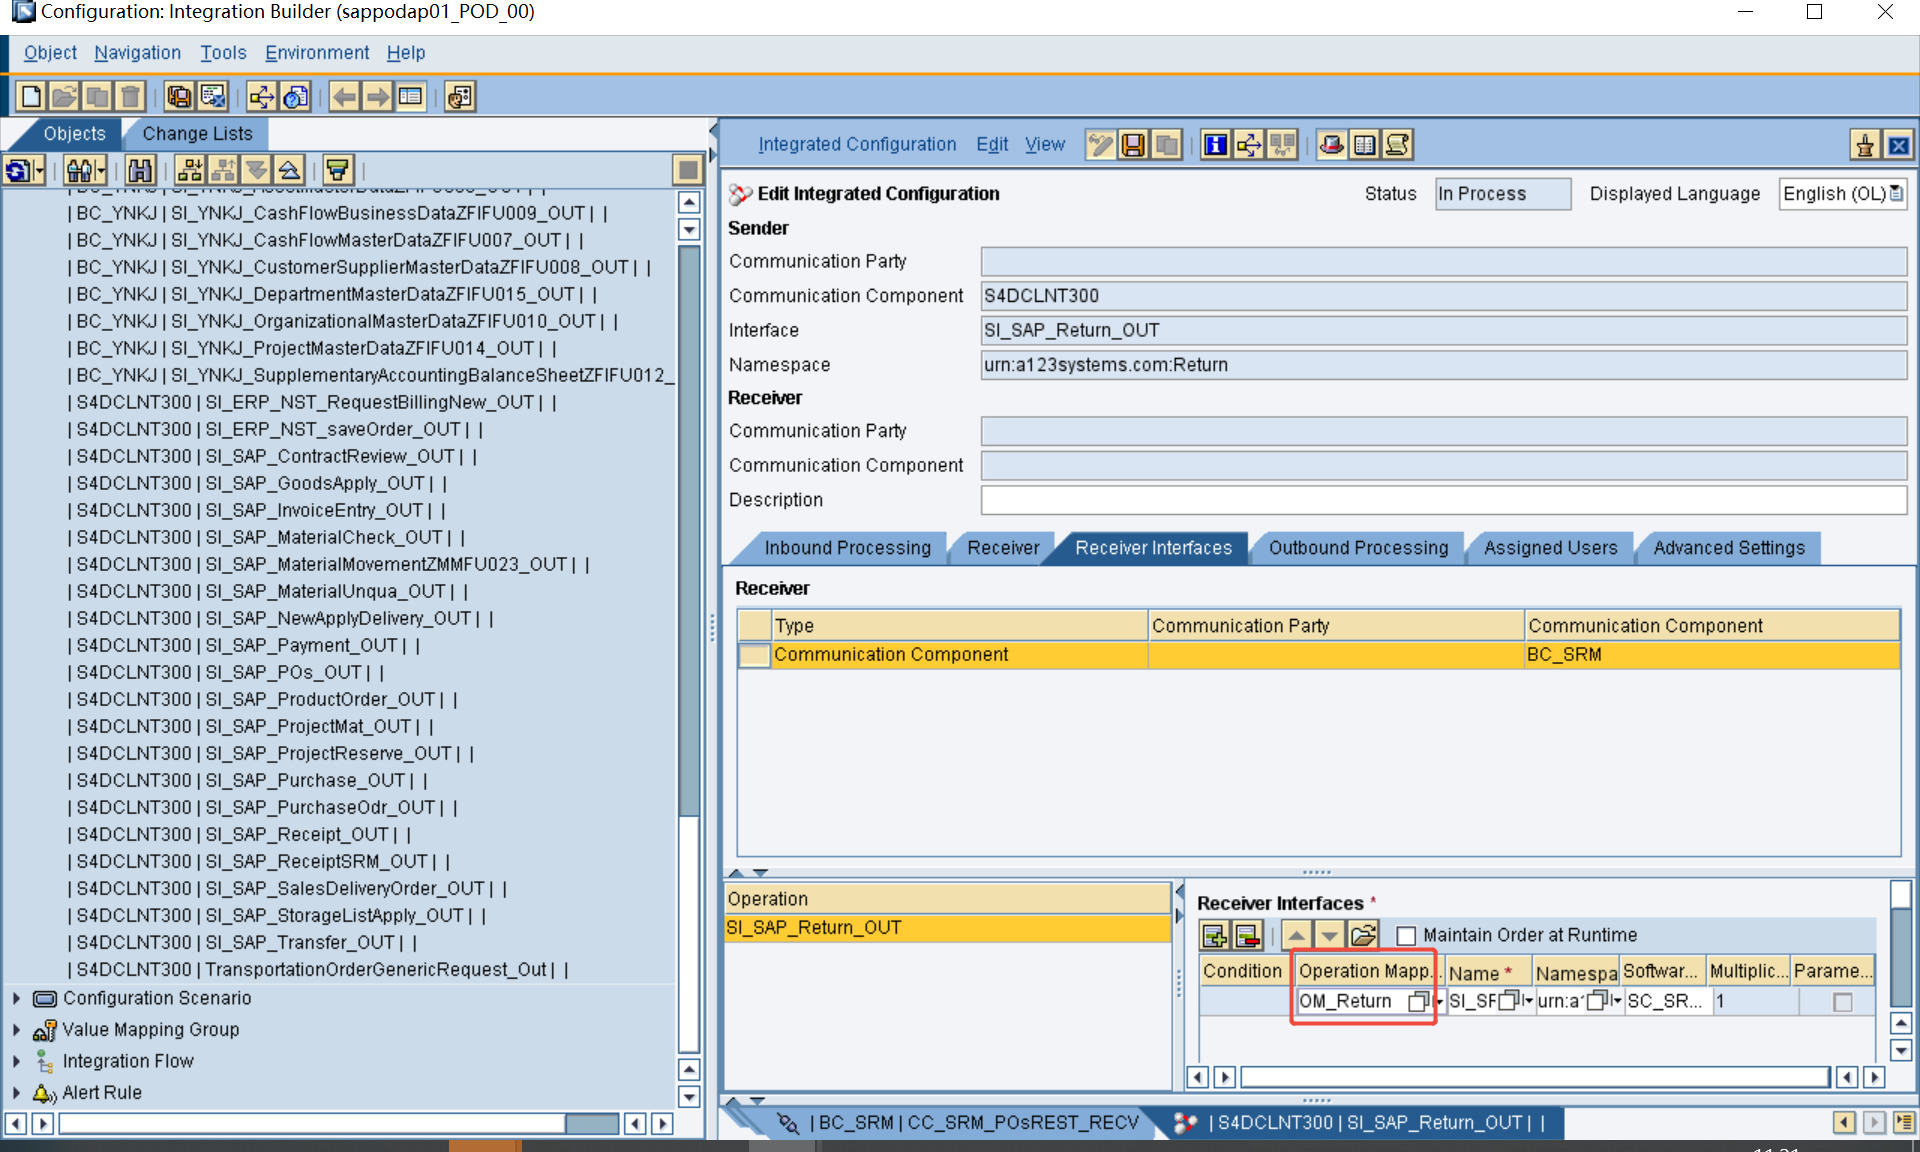 Configuration: Integration Builder (sappodap01_POD_00)
Object Navigation Tools Environment Help
Objects Change Lists
| BC_YNKJ | SI_YNKJ_CashFlowBusinessDataZFIFU009_OUT | |
| BC_YNKJ | SI_YNKJ_CashFlowMasterDataZFIFU007_OUT | |
| BC_YNKJ | SI_YNKJ_CustomerSupplierMasterDataZFIFU008_OUT | |
| BC_YNKJ | SI_YNKJ_DepartmentMasterDataZFIFU015_OUT | |
| BC_YNKJ | SI_YNKJ_OrganizationalMasterDataZFIFU010_OUT | |
| BC_YNKJ | SI_YNKJ_ProjectMasterDataZFIFU014_OUT | |
| BC_YNKJ | SI_YNKJ_SupplementaryAccountingBalanceSheetZFIFU012_
| S4DCLNT300 | SI_ERP_NST_RequestBillingNew_OUT | |
| S4DCLNT300 | SI_ERP_NST_saveOrder_OUT | |
| S4DCLNT300 | SI_SAP_ContractReview_OUT | |
| S4DCLNT300 | SI_SAP_GoodsApply_OUT | |
| S4DCLNT300 | SI_SAP_InvoiceEntry_OUT | |
| S4DCLNT300 | SI_SAP_MaterialCheck_OUT | |
| S4DCLNT300 | SI_SAP_MaterialMovementZMMFU023_OUT | |
| S4DCLNT300 | SI_SAP_MaterialUnqua_OUT | |
| S4DCLNT300 | SI_SAP_NewApplyDelivery_OUT | |
| S4DCLNT300 | SI_SAP_Payment_OUT | |
| S4DCLNT300 | SI_SAP_POs_OUT | |
| S4DCLNT300 | SI_SAP_ProductOrder_OUT | |
| S4DCLNT300 | SI_SAP_ProjectMat_OUT | |
| S4DCLNT300 | SI_SAP_ProjectReserve_OUT | |
| S4DCLNT300 | SI_SAP_Purchase_OUT | |
| S4DCLNT300 | SI_SAP_PurchaseOdr_OUT | |
| S4DCLNT300 | SI_SAP_Receipt_OUT | |
| S4DCLNT300 | SI_SAP_ReceiptSRM_OUT | |
| S4DCLNT300 | SI_SAP_SalesDeliveryOrder_OUT | |
| S4DCLNT300 | SI_SAP_StorageListApply_OUT | |
| S4DCLNT300 | SI_SAP_Transfer_OUT | |
| S4DCLNT300 | TransportationOrderGenericRequest_Out | |
Configuration Scenario
Value Mapping Group
Integration Flow
Alert Rule
Integrated Configuration Edit View
Edit Integrated Configuration Status In Process Displayed Language English (OL)
Sender
Communication Party
Communication Component S4DCLNT300
Interface SI_SAP_Return_OUT
Namespace urn:a123systems.com:Return
Receiver
Communication Party
Communication Component
Description
Inbound Processing Receiver Receiver Interfaces Outbound Processing Assigned Users Advanced Settings
Receiver
Type Communication Party Communication Component
Communication Component BC_SRM
Operation
SI_SAP_Return_OUT
Receiver Interfaces *
Maintain Order at Runtime
Condition Operation Mapp... Name * Namespa Softwar... Multiplic... Parame...
OM_Return SI_SF urn:a' SC_SR... 1
| BC_SRM | CC_SRM_POsREST_RECV | S4DCLNT300 | SI_SAP_Return_OUT | |